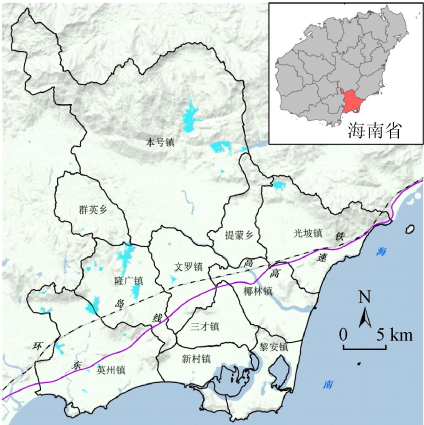 海南省
本号镇
群英乡
提蒙乡
光坡镇
隆广镇
文罗镇
椰林镇
三才镇
英州镇
新村镇
黎安镇
环岛高铁
东线高速
南海
N
0 5 km